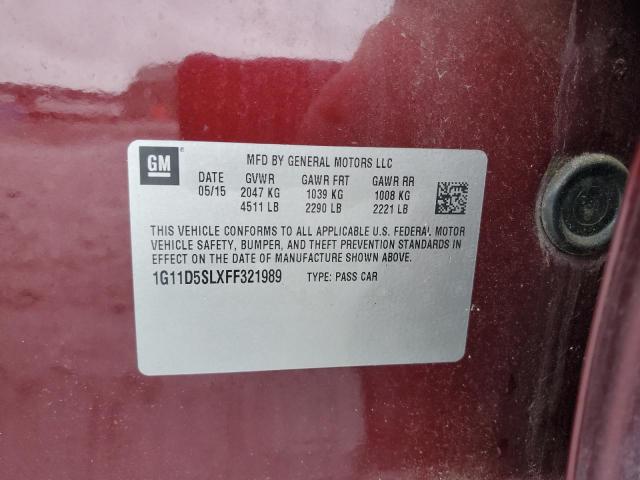 GM
MFD BY GENERAL MOTORS LLC
DATE GVWR GAWR FRT GAWR RR
05/15 2047 KG 1039 KG 1008 KG
4511 LB 2290 LB 2221 LB
THIS VEHICLE CONFORMS TO ALL APPLICABLE U.S. FEDERAL MOTOR
VEHICLE SAFETY, BUMPER, AND THEFT PREVENTION STANDARDS IN
EFFECT ON THE DATE OF MANUFACTURE SHOWN ABOVE.
1G11D5SLXFF321989 TYPE: PASS CAR